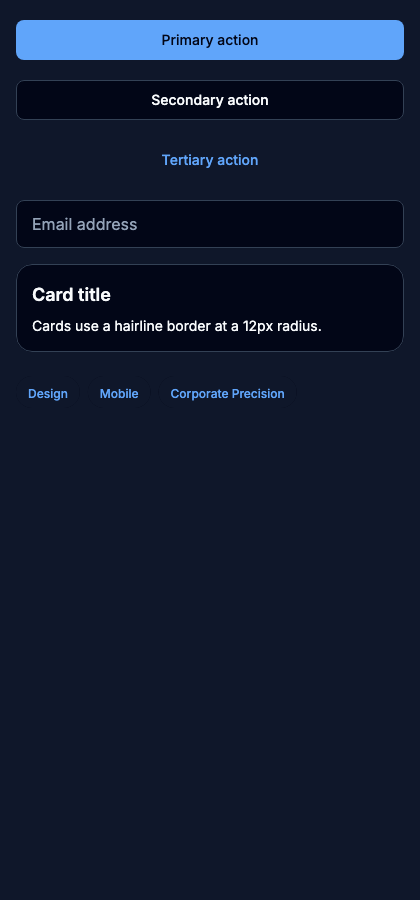 Primary action
Secondary action
Tertiary action
Email address
Card title
Cards use a hairline border at a 12px radius.
Design Mobile Corporate Precision